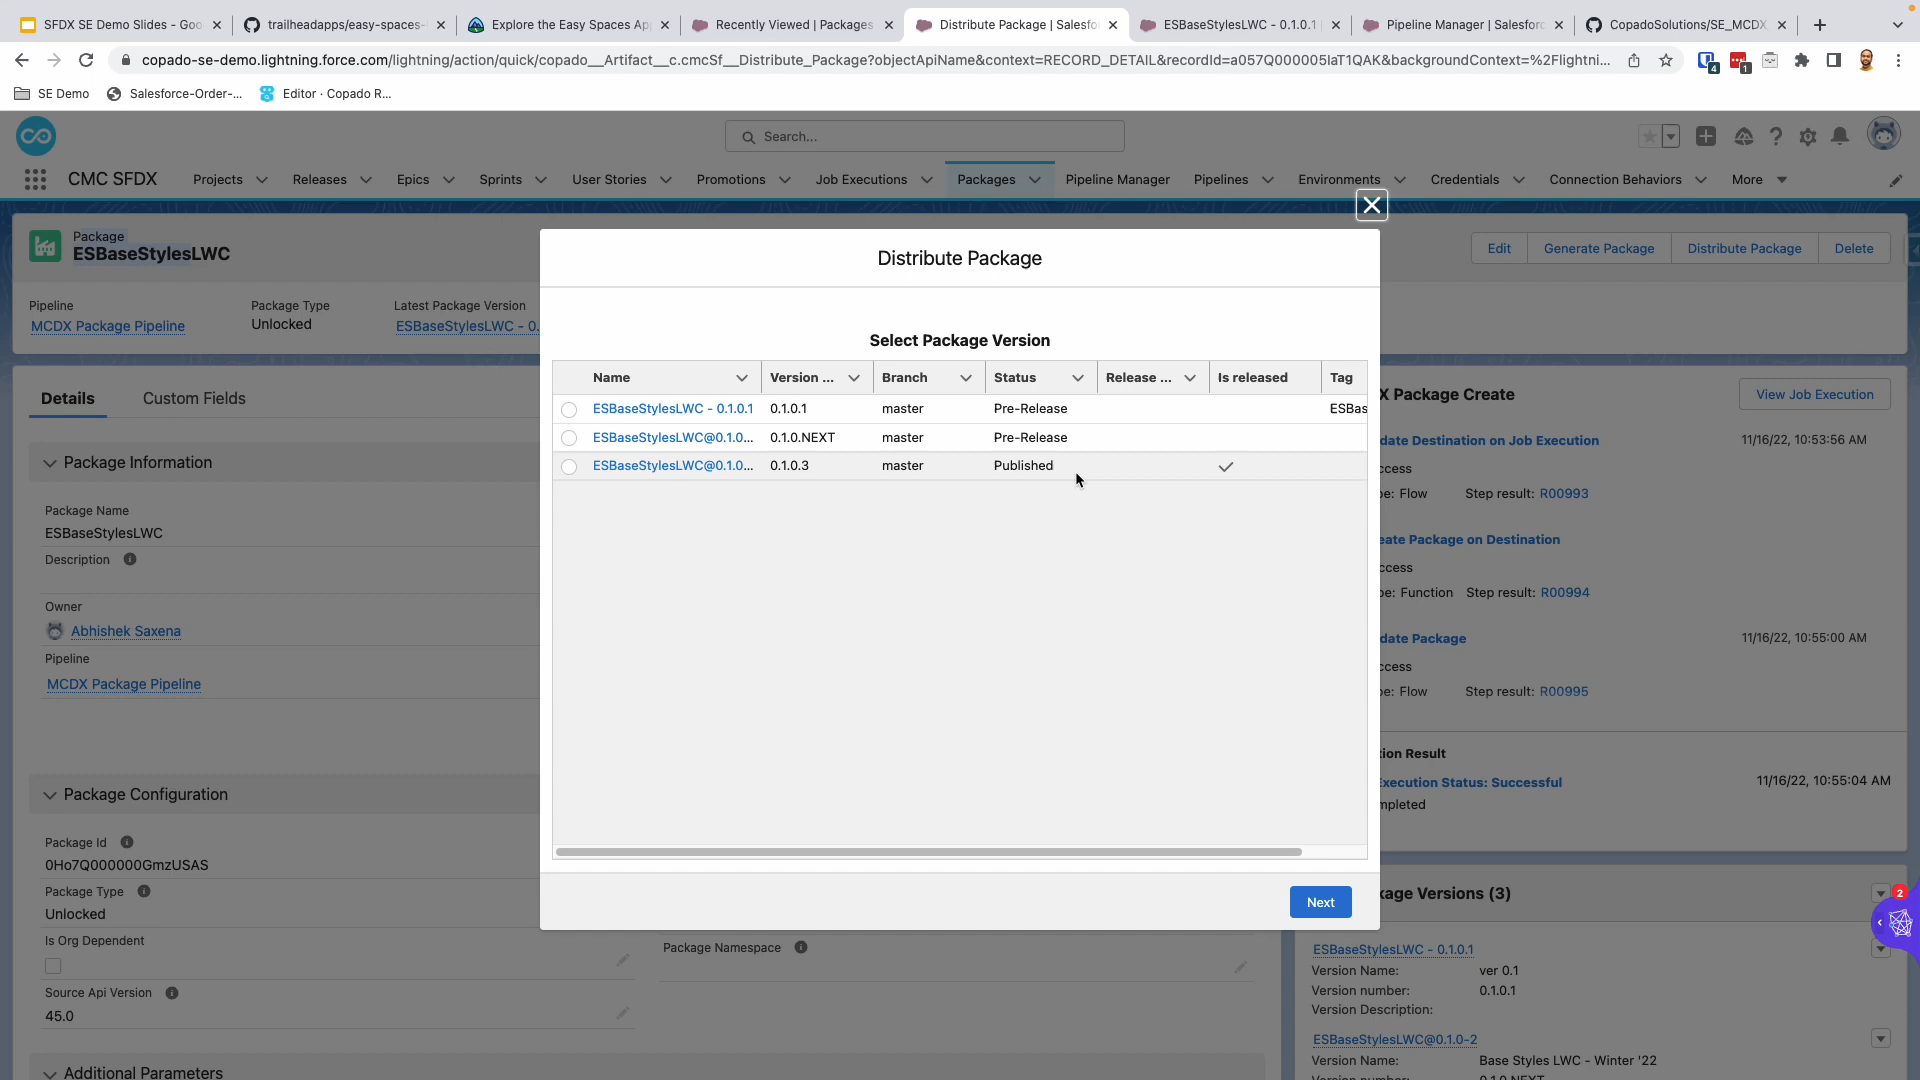 SFDX SE Demo Slides - Goo
trailheadapps/easy-spaces-
Explore the Easy Spaces Ap
Recently Viewed | Packages
Distribute Package | Salesfo
ESBaseStylesLWC - 0.1.0.1
Pipeline Manager | Salesforc
CopadoSolutions/SE_MCDX
copado-se-demo.lightning.force.com/lightning/action/quick/copado__Artifact__c.cmcSf__Distribute_Package?objectApiName&context=RECORD_DETAIL&recordId=a057Q000005IaT1QAK&backgroundContext=%2Flightni...
4
1
SE Demo
Salesforce-Order-...
Editor · Copado R...
Search...
CMC SFDX
Projects
Releases
Epics
Sprints
User Stories
Promotions
Job Executions
Packages
Pipeline Manager
Pipelines
Environments
Credentials
Connection Behaviors
More
Package
ESBaseStylesLWC
Edit
Generate Package
Distribute Package
Delete
Pipeline
MCDX Package Pipeline
Package Type
Unlocked
Latest Package Version
ESBaseStylesLWC - 0.
Distribute Package
Select Package Version
Name
Version ...
Branch
Status
Release ...
Is released
Tag
ESBaseStylesLWC - 0.1.0.1
0.1.0.1
master
Pre-Release
ESBas
ESBaseStylesLWC@0.1.0...
0.1.0.NEXT
master
Pre-Release
ESBaseStylesLWC@0.1.0...
0.1.0.3
master
Published
Next
Details
Custom Fields
Package Information
Package Name
ESBaseStylesLWC
Description
Owner
Abhishek Saxena
Pipeline
MCDX Package Pipeline
Package Configuration
Package Id
0Ho7Q000000GmzUSAS
Package Type
Unlocked
Is Org Dependent
Package Namespace
Source Api Version
45.0
Additional Parameters
X Package Create
View Job Execution
date Destination on Job Execution
11/16/22, 10:53:56 AM
ccess
pe: Flow
Step result: R00993
eate Package on Destination
ccess
pe: Function
Step result: R00994
date Package
11/16/22, 10:55:00 AM
ccess
pe: Flow
Step result: R00995
tion Result
Execution Status: Successful
11/16/22, 10:55:04 AM
mpleted
kage Versions (3)
2
ESBaseStylesLWC - 0.1.0.1
Version Name:
ver 0.1
Version number:
0.1.0.1
Version Description:
ESBaseStylesLWC@0.1.0-2
Version Name:
Base Styles LWC - Winter '22
Version number:
0.1.0.NEXT